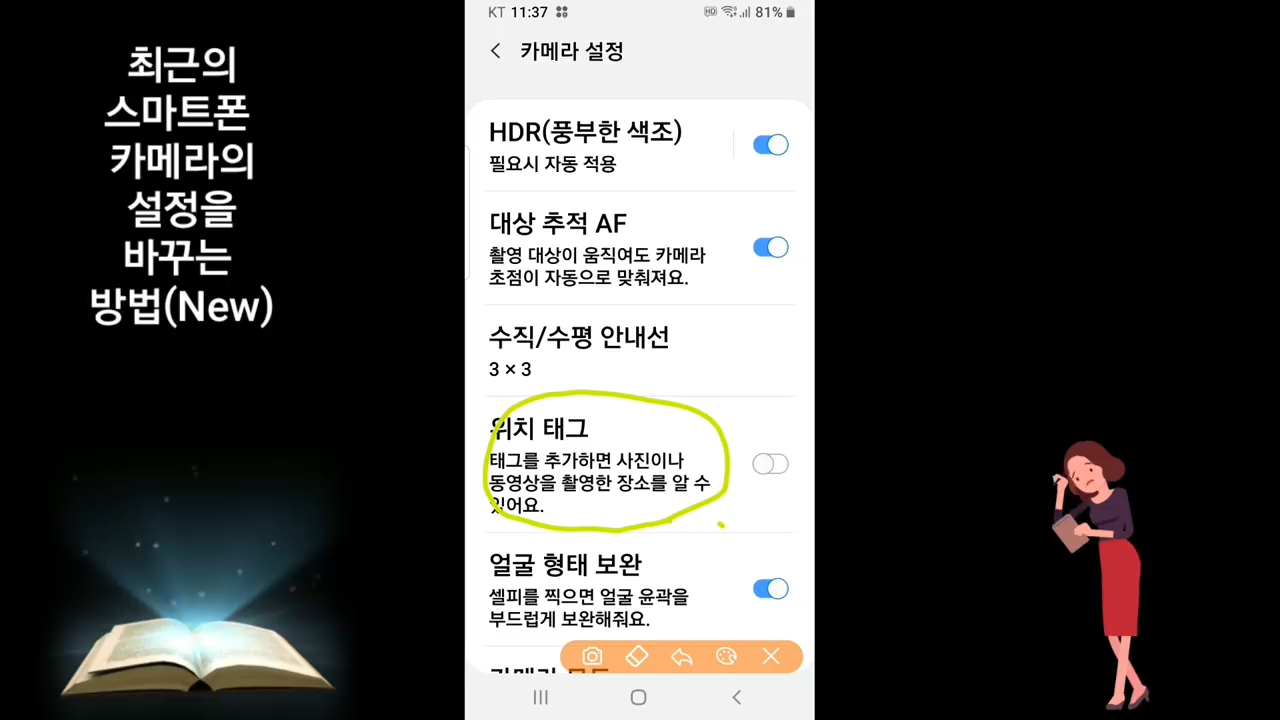 최근의
스마트폰
카메라의
설정을
바꾸는
방법(New)
KT 11:37
HD 81%
카메라 설정
HDR(풍부한 색조)
필요시 자동 적용
대상 추적 AF
촬영 대상이 움직여도 카메라
초점이 자동으로 맞춰져요.
수직/수평 안내선
3 × 3
위치 태그
태그를 추가하면 사진이나
동영상을 촬영한 장소를 알 수
있어요.
얼굴 형태 보완
셀피를 찍으면 얼굴 윤곽을
부드럽게 보완해줘요.